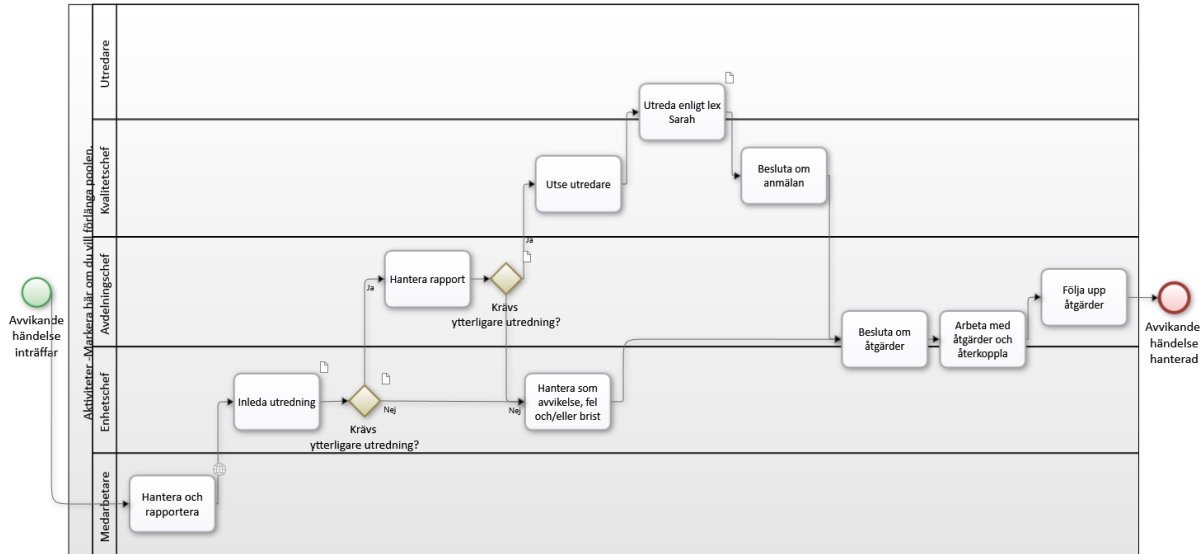 Aktiviteter -Markera här om du vill förlänga poolen.
Utredare
Kvalitetschef
Avdelningschef
Enhetschef
Medarbetare
Avvikande
händelse
inträffar
Hantera och
rapportera
Inleda utredning
Krävs
ytterligare utredning?
Ja
Nej
Hantera rapport
Krävs
ytterligare utredning?
Ja
Nej
Utse utredare
Utreda enligt lex
Sarah
Besluta om
anmälan
Hantera som
avvikelse, fel
och/eller brist
Besluta om
åtgärder
Arbeta med
åtgärder och
återkoppla
Följa upp
åtgärder
Avvikande
händelse
hanterad